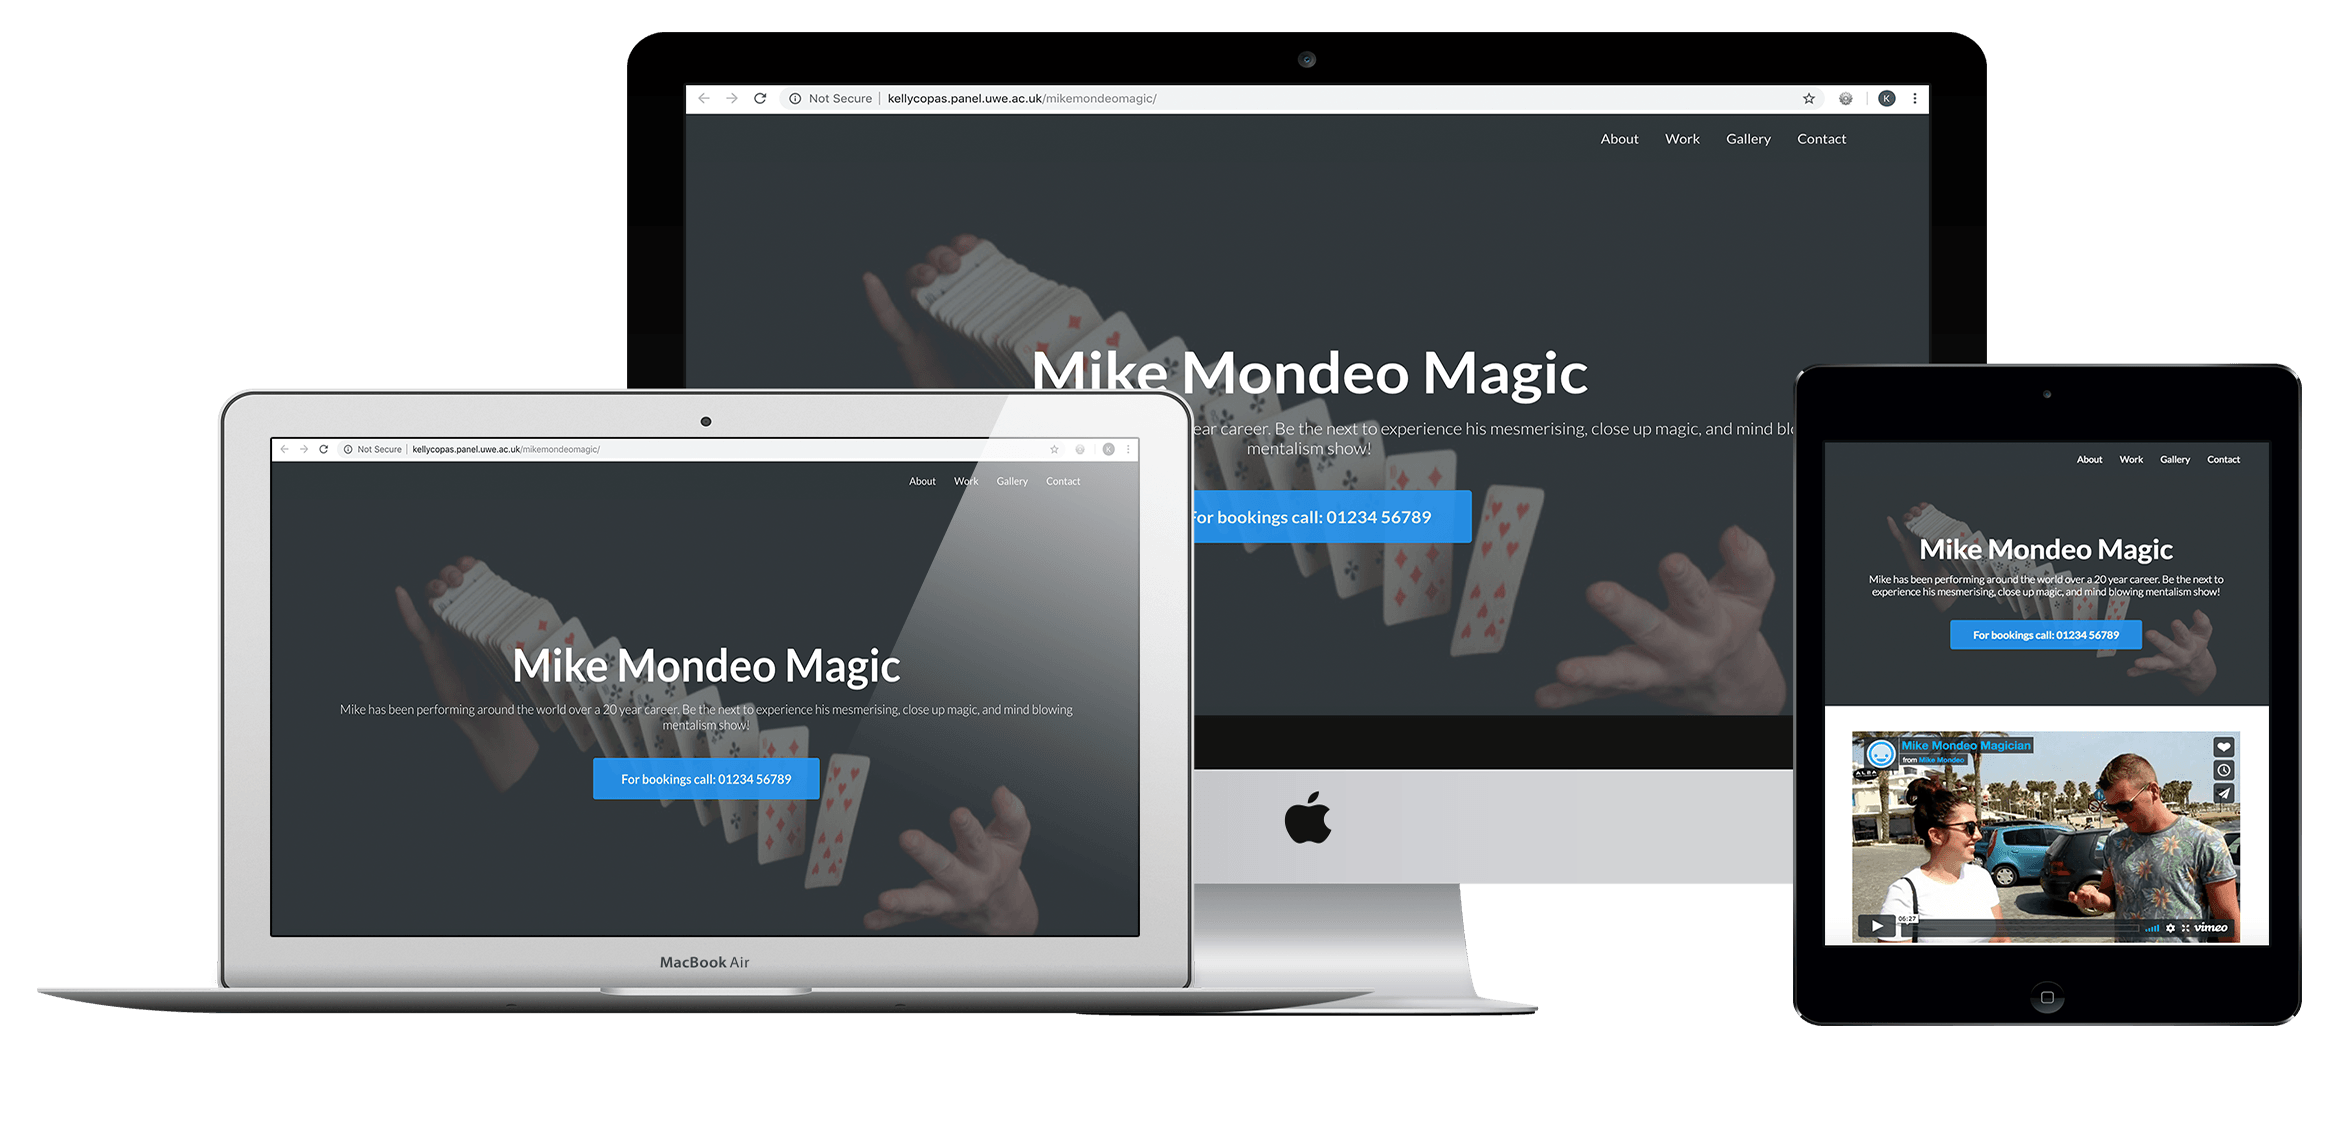 Not Secure | kellycopas.panel.uwe.ac.uk/mikemondeomagic/
K
About Work Gallery Contact
Mike Mondeo Magic
ear career. Be the next to experience his mesmerising, close up magic, and mind blo
mentalism show!
For bookings call: 01234 56789
Not Secure | kellycopas.panel.uwe.ac.uk/mikemondeomagic/
K
About Work Gallery Contact
Mike Mondeo Magic
Mike has been performing around the world over a 20 year career. Be the next to experience his mesmerising, close up magic, and mind blowing
mentalism show!
For bookings call: 01234 56789
MacBook Air
About Work Gallery Contact
Mike Mondeo Magic
Mike has been performing around the world over a 20 year career. Be the next to
experience his mesmerising, close up magic, and mind blowing mentalism show!
For bookings call: 01234 56789
Mike Mondeo Magician
from Mike Mondeo
06:27
vimeo